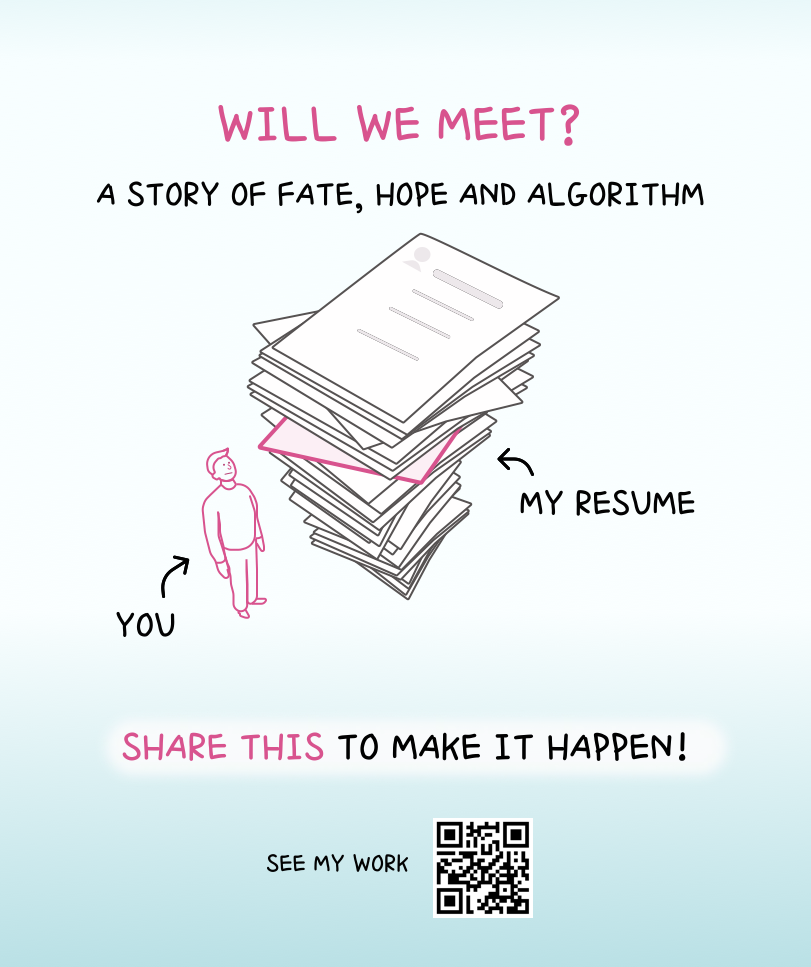 WILL WE MEET?
A STORY OF FATE, HOPE AND ALGORITHM
MY RESUME
YOU
SHARE THIS TO MAKE IT HAPPEN!
SEE MY WORK